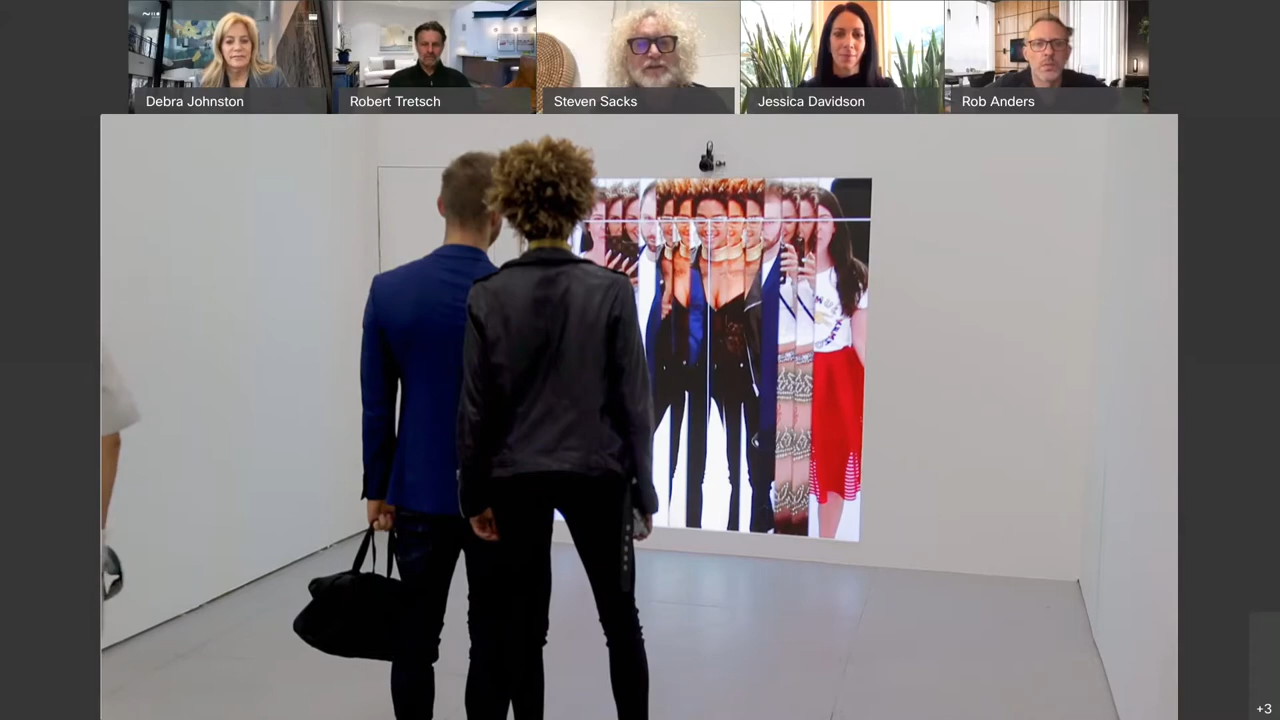 Debra Johnston
Robert Tretsch
Steven Sacks
Jessica Davidson
Rob Anders
+3